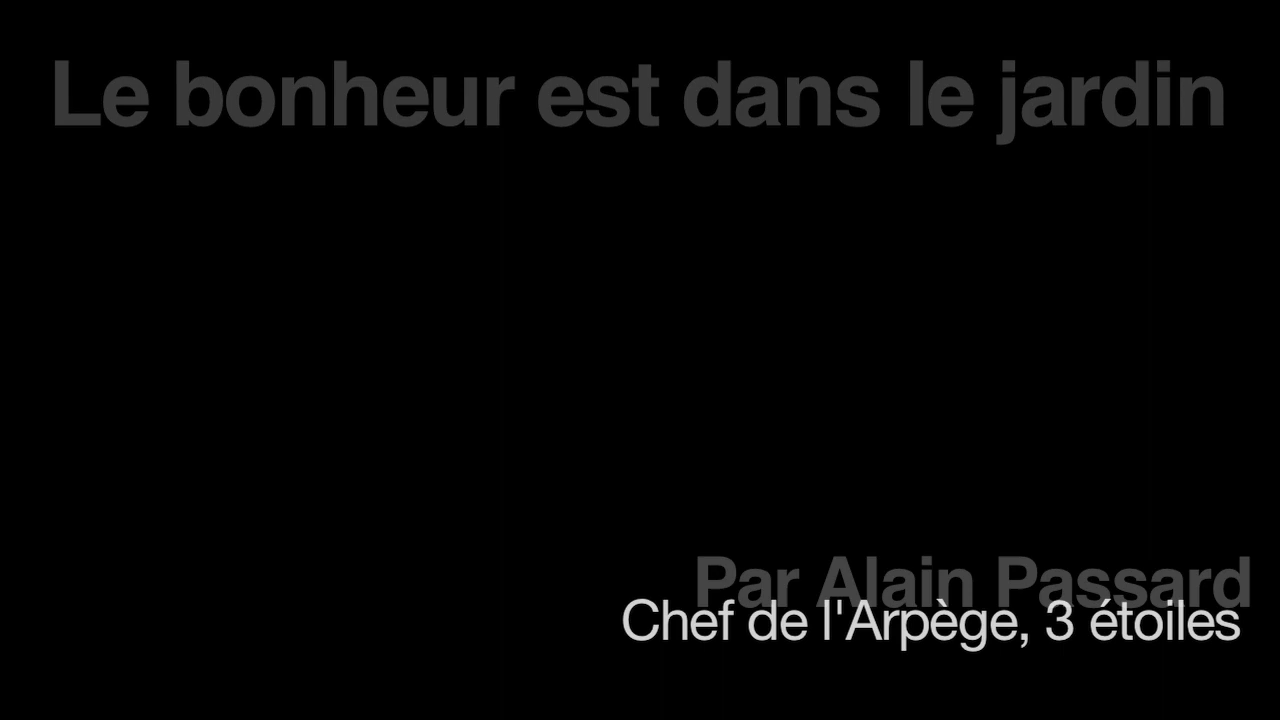 Le bonheur est dans le jardin
Par Alain Passard
Chef de l'Arpège, 3 étoiles